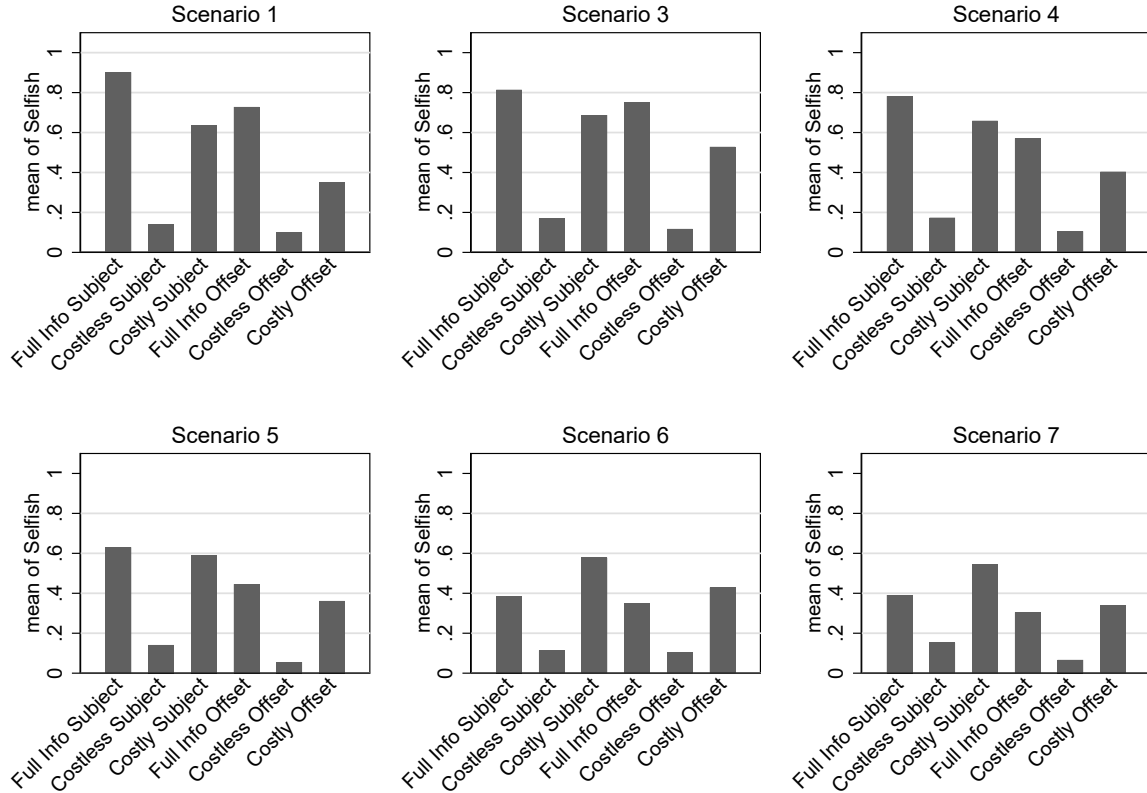 Scenario 1
mean of Selfish
0 .2 .4 .6 .8 1
Full Info Subject
Costless Subject
Costly Subject
Full Info Offset
Costless Offset
Costly Offset
Scenario 3
mean of Selfish
0 .2 .4 .6 .8 1
Full Info Subject
Costless Subject
Costly Subject
Full Info Offset
Costless Offset
Costly Offset
Scenario 4
mean of Selfish
0 .2 .4 .6 .8 1
Full Info Subject
Costless Subject
Costly Subject
Full Info Offset
Costless Offset
Costly Offset
Scenario 5
mean of Selfish
0 .2 .4 .6 .8 1
Full Info Subject
Costless Subject
Costly Subject
Full Info Offset
Costless Offset
Costly Offset
Scenario 6
mean of Selfish
0 .2 .4 .6 .8 1
Full Info Subject
Costless Subject
Costly Subject
Full Info Offset
Costless Offset
Costly Offset
Scenario 7
mean of Selfish
0 .2 .4 .6 .8 1
Full Info Subject
Costless Subject
Costly Subject
Full Info Offset
Costless Offset
Costly Offset